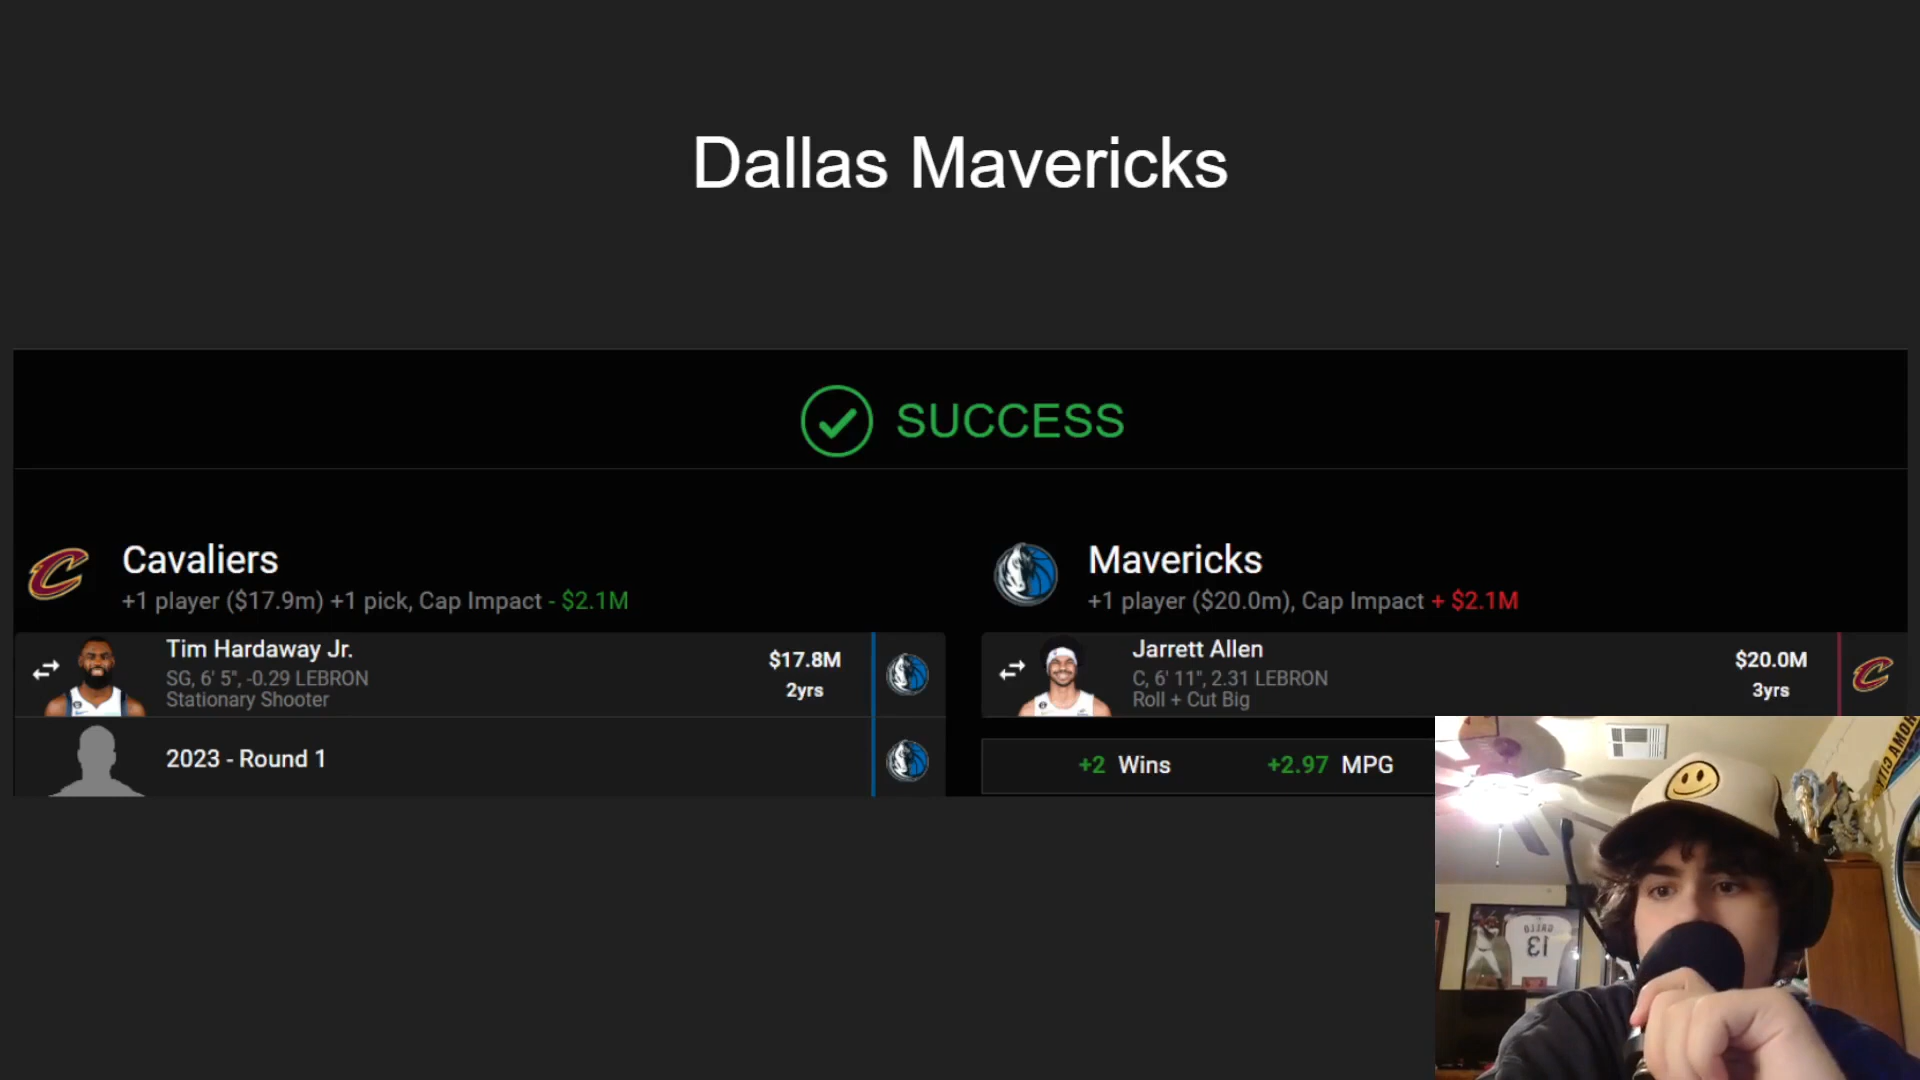 Dallas Mavericks
SUCCESS
Cavaliers
+1 player ($17.9m) +1 pick, Cap Impact - $2.1M
Tim Hardaway Jr.
SG, 6' 5", -0.29 LEBRON
Stationary Shooter
$17.8M
2yrs
2023 - Round 1
Mavericks
+1 player ($20.0m), Cap Impact + $2.1M
Jarrett Allen
C, 6' 11", 2.31 LEBRON
Roll + Cut Big
$20.0M
3yrs
+2 Wins
+2.97 MPG
GALLO
13